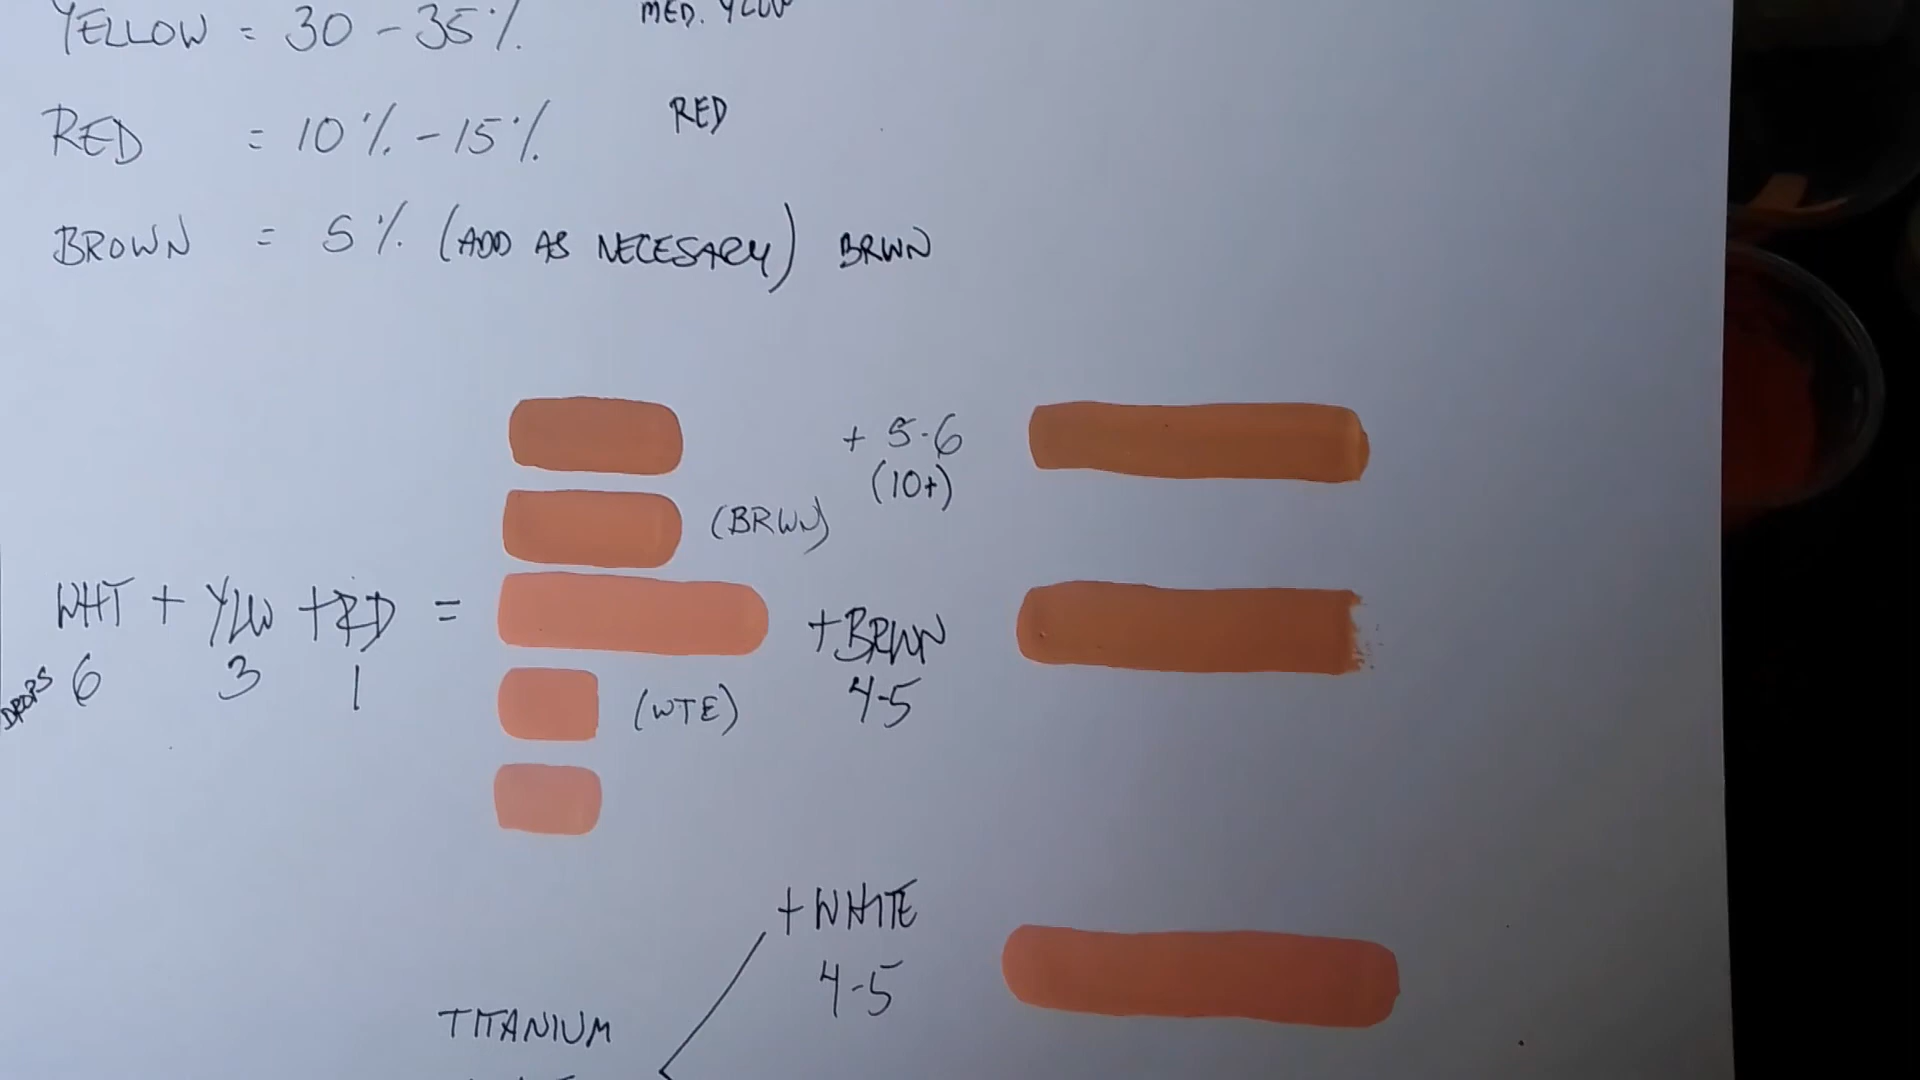 YELLOW = 30 - 35%. MED. YLLW
RED = 10% - 15% RED
BROWN = 5% (ADD AS NECESARY) BRWN
+ 5-6
(10+)
(BRWN)
WHT + YLW + RD =
+ BRWN
DROPS 6 3 1
(WTE)
4-5
+ WHITE
4-5
TITANIUM